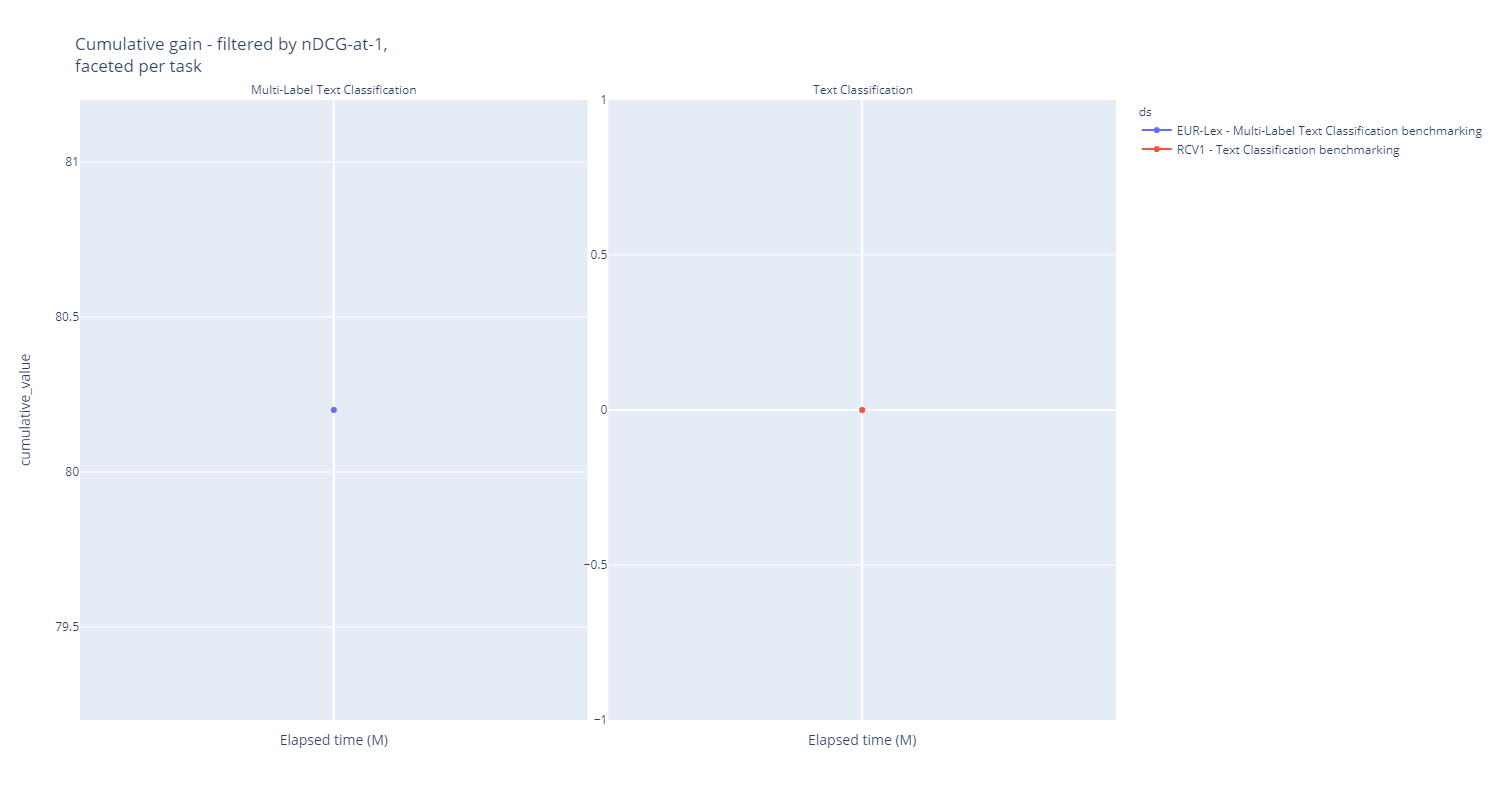 Cumulative gain - filtered by nDCG-at-1,
faceted per task
Multi-Label Text Classification
Text Classification
ds
EUR-Lex - Multi-Label Text Classification benchmarking
RCV1 - Text Classification benchmarking
cumulative_value
81
80.5
80
79.5
1
0.5
0
−0.5
−1
Elapsed time (M)
Elapsed time (M)